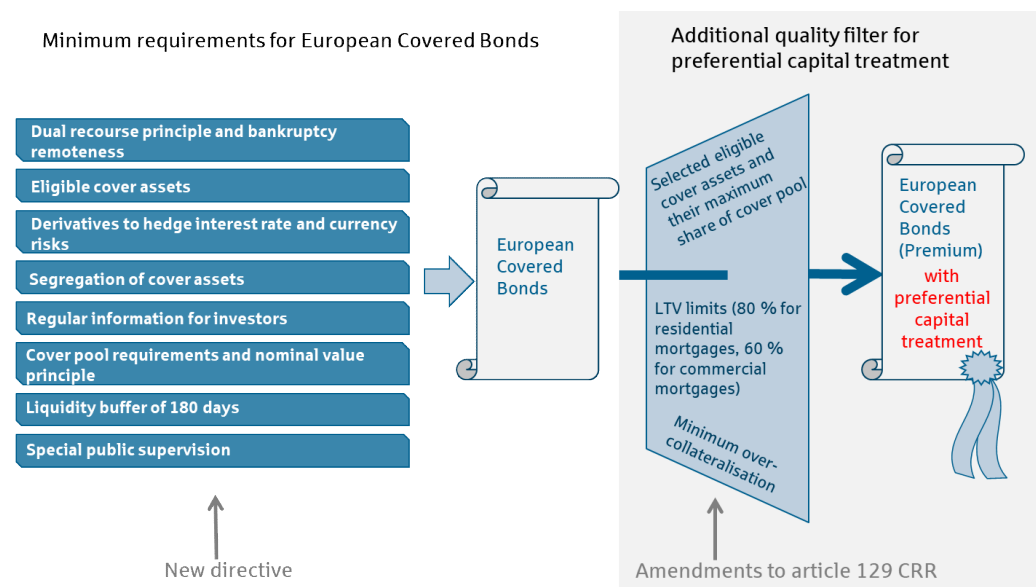 Minimum requirements for European Covered Bonds
Dual recourse principle and bankruptcy
remoteness
Eligible cover assets
Derivatives to hedge interest rate and currency
risks
Segregation of cover assets
Regular information for investors
Cover pool requirements and nominal value
principle
Liquidity buffer of 180 days
Special public supervision
New directive
European
Covered
Bonds
Additional quality filter for
preferential capital treatment
Selected eligible
cover assets and
their maximum
share of cover pool
LTV limits (80 % for
residential
mortgages, 60 %
for commercial
mortgages)
Minimum over-
collateralisation
Amendments to article 129 CRR
European
Covered
Bonds
(Premium)
with
preferential
capital
treatment